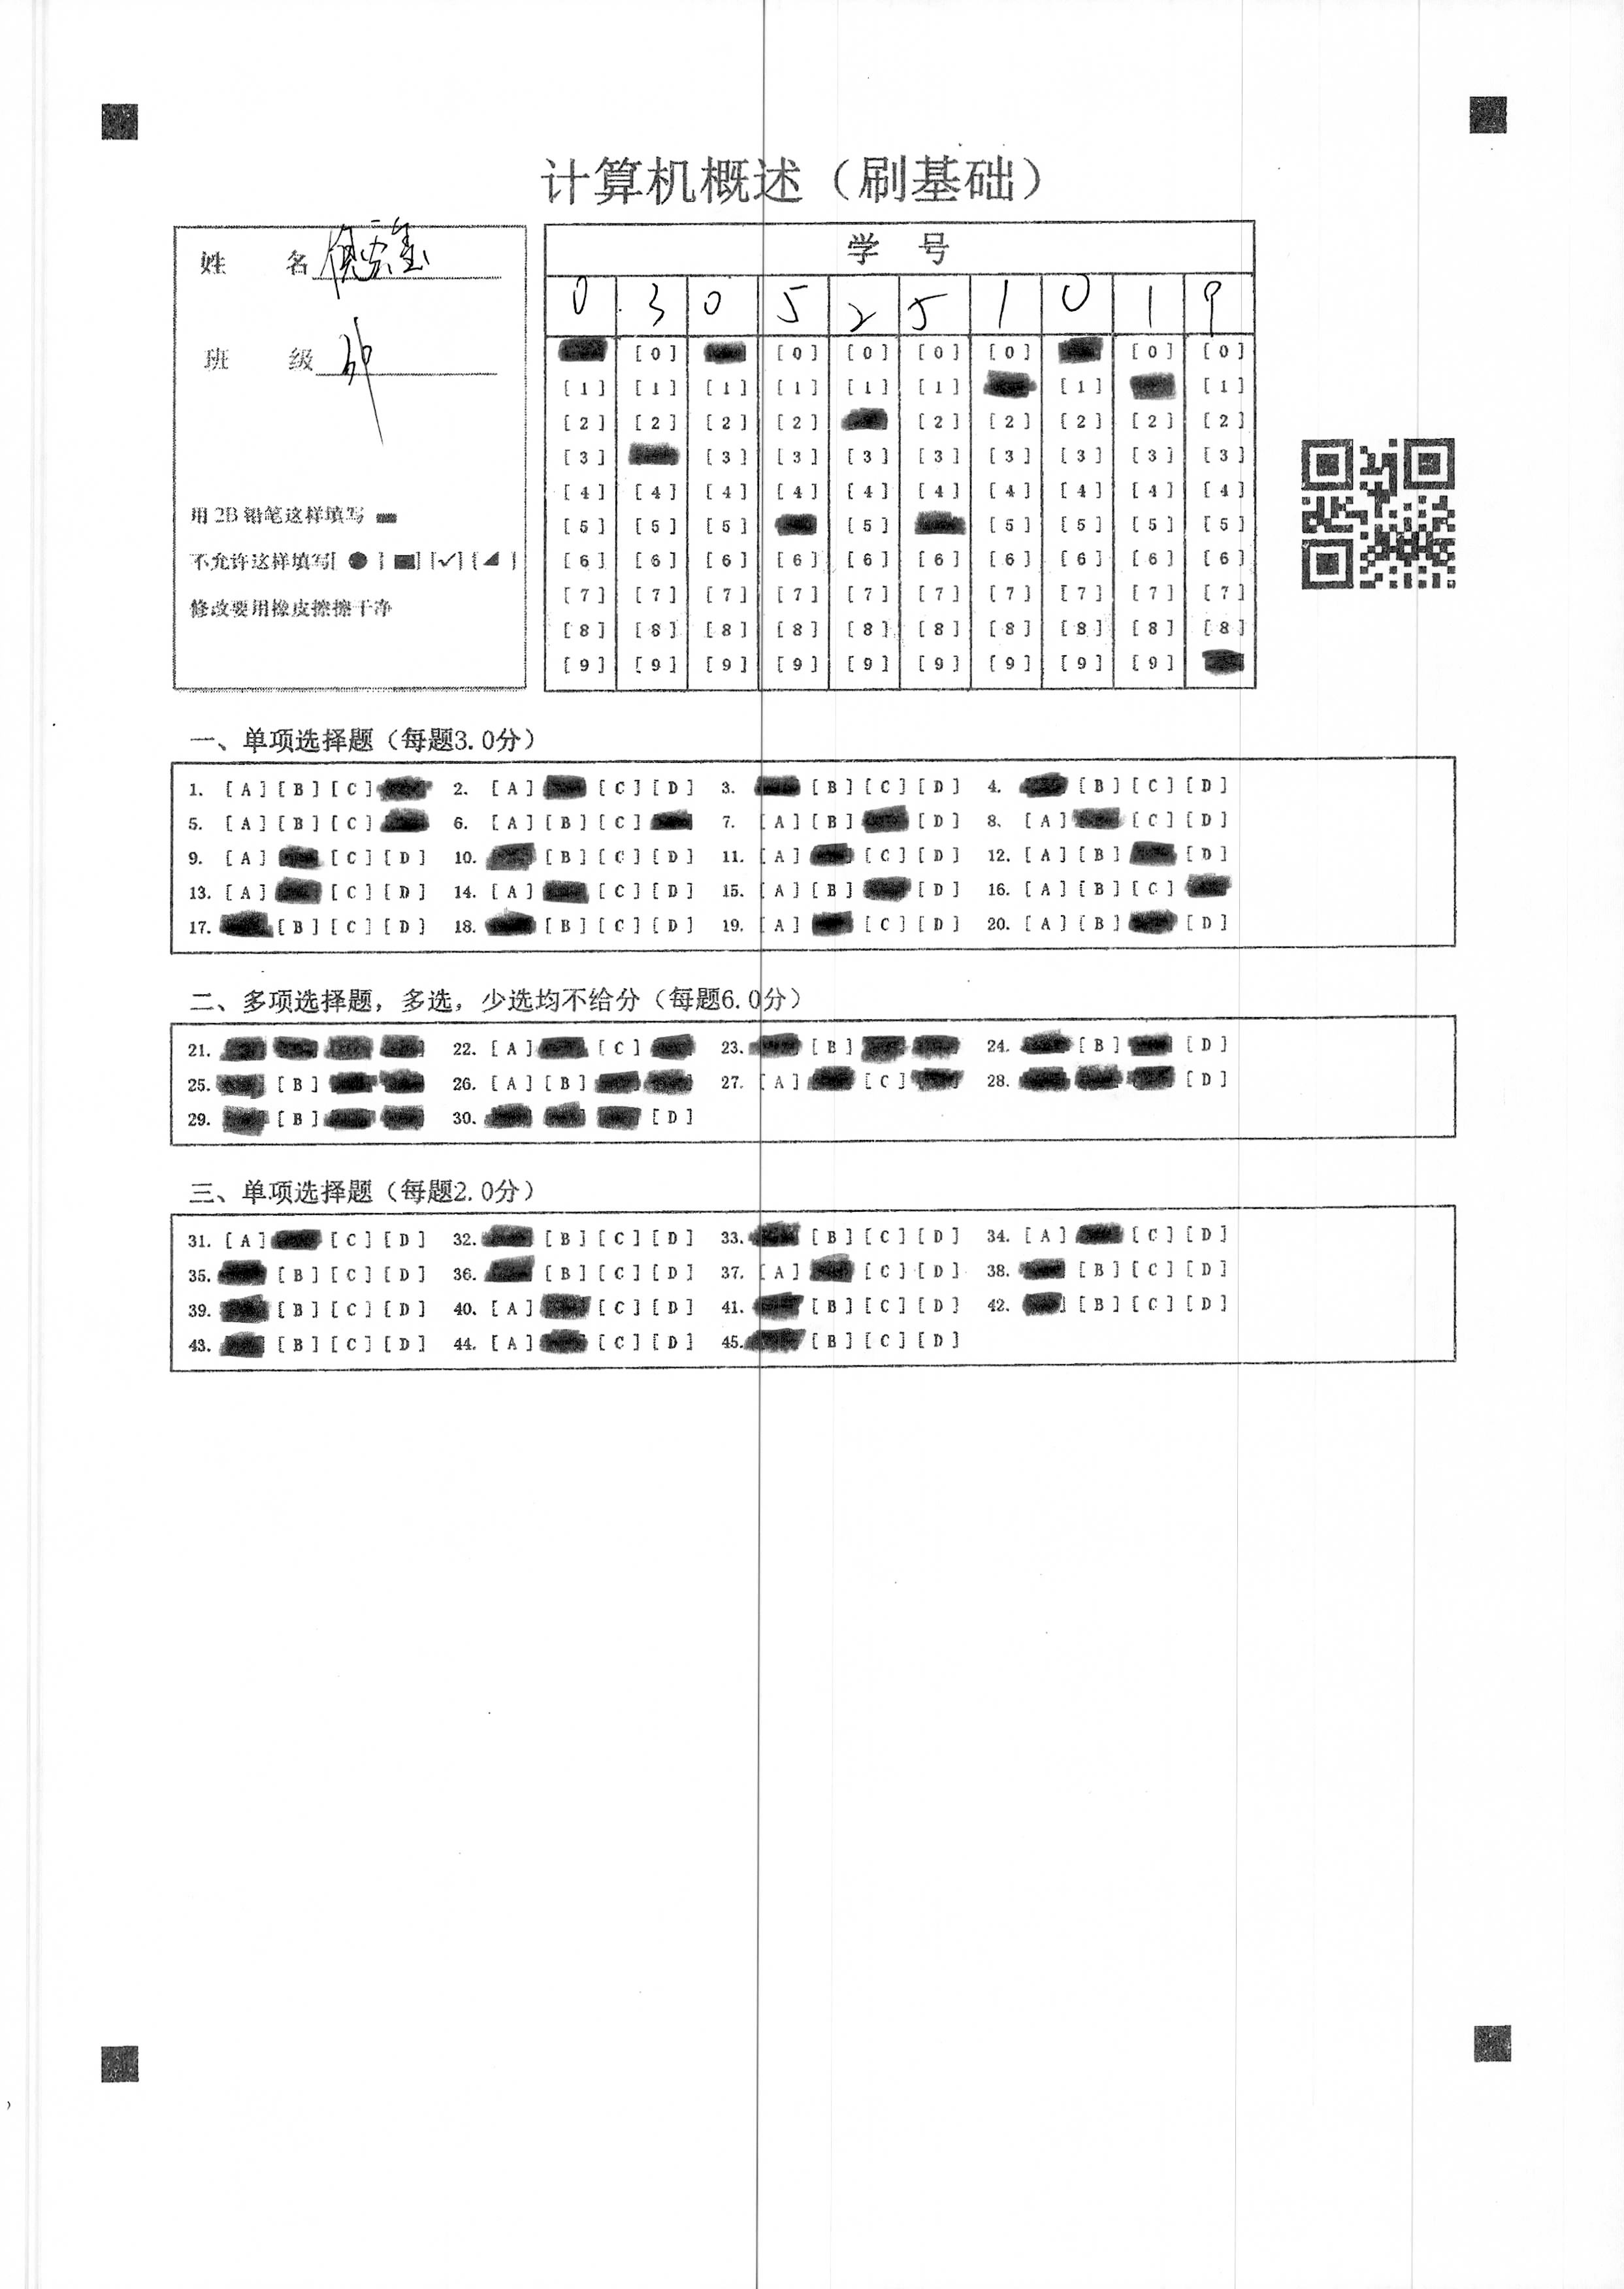 计算机概述（刷基础）
姓 名
班 级
用 2B 铅笔这样填写
不允许这样填写[ ● ] [■] [✓] [◢ ]
修改要用橡皮擦擦干净
学 号
0 3 0 5 2 5 1 0 1 9
[0] [0] [0] [0] [0] [0] [0]
[1] [1] [1] [1] [1] [1] [1] [1]
[2] [2] [2] [2] [2] [2] [2] [2] [2]
[3] [3] [3] [3] [3] [3] [3] [3] [3]
[4] [4] [4] [4] [4] [4] [4] [4] [4] [4]
[5] [5] [5] [5] [5] [5] [5] [5]
[6] [6] [6] [6] [6] [6] [6] [6] [6] [6]
[7] [7] [7] [7] [7] [7] [7] [7] [7] [7]
[8] [8] [8] [8] [8] [8] [8] [8] [8] [8]
[9] [9] [9] [9] [9] [9] [9] [9] [9]
一、单项选择题（每题3.0分）
1. [A] [B] [C] 2. [A] [C] [D] 3. [B] [C] [D] 4. [B] [C] [D]
5. [A] [B] [C] 6. [A] [B] [C] 7. [A] [B] [D] 8. [A] [C] [D]
9. [A] [C] [D] 10. [B] [C] [D] 11. [A] [C] [D] 12. [A] [B] [D]
13. [A] [C] [D] 14. [A] [C] [D] 15. [A] [B] [D] 16. [A] [B] [C]
17. [B] [C] [D] 18. [B] [C] [D] 19. [A] [C] [D] 20. [A] [B] [D]
二、多项选择题，多选，少选均不给分（每题6.0分）
21. 22. [A] [C] 23. [B] 24. [B] [D]
25. [B] 26. [A] [B] 27. [A] [C] 28. [D]
29. [B] 30. [D]
三、单项选择题（每题2.0分）
31. [A] [C] [D] 32. [B] [C] [D] 33. [B] [C] [D] 34. [A] [C] [D]
35. [B] [C] [D] 36. [B] [C] [D] 37. [A] [C] [D] 38. [B] [C] [D]
39. [B] [C] [D] 40. [A] [C] [D] 41. [B] [C] [D] 42. [B] [C] [D]
43. [B] [C] [D] 44. [A] [C] [D] 45. [B] [C] [D]